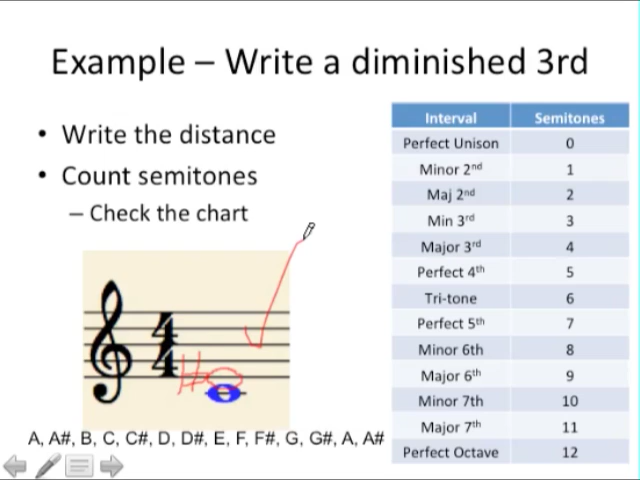 Example – Write a diminished 3rd
• Write the distance
• Count semitones
– Check the chart
4
4
#
A, A#, B, C, C#, D, D#, E, F, F#, G, G#, A, A#
Interval Semitones
Perfect Unison 0
Minor 2nd 1
Maj 2nd 2
Min 3rd 3
Major 3rd 4
Perfect 4th 5
Tri-tone 6
Perfect 5th 7
Minor 6th 8
Major 6th 9
Minor 7th 10
Major 7th 11
Perfect Octave 12